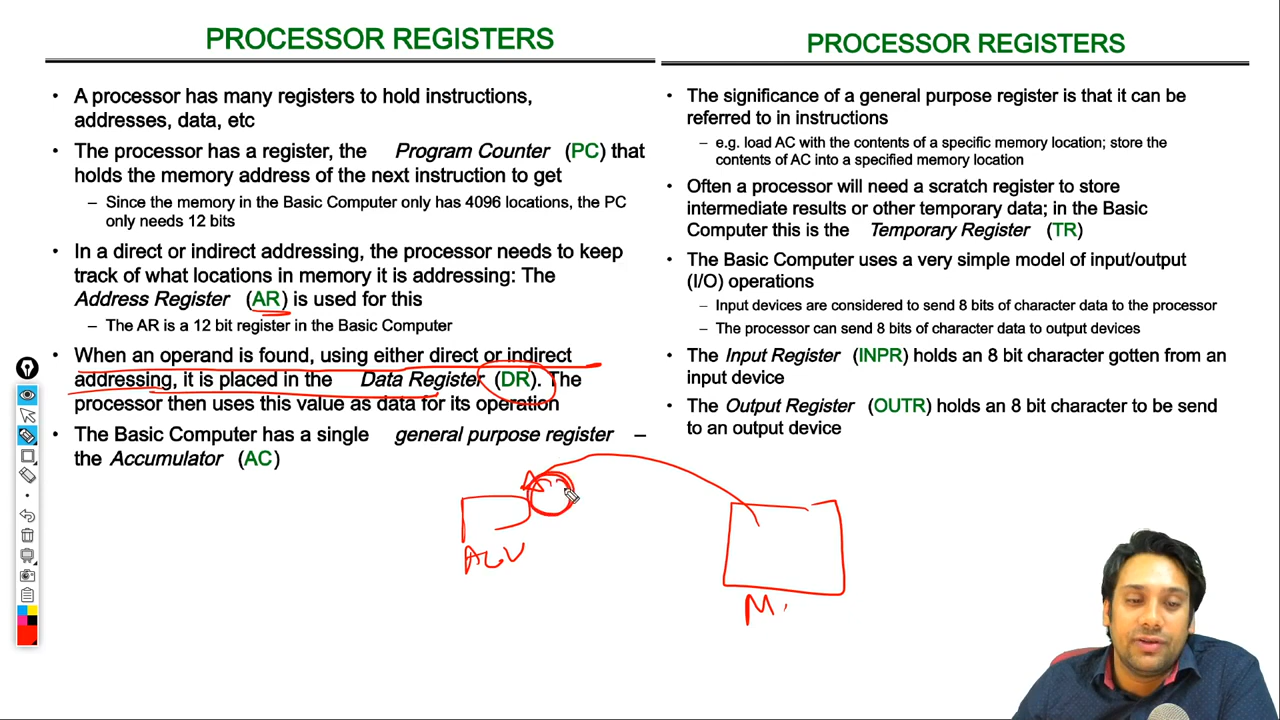 PROCESSOR REGISTERS
• A processor has many registers to hold instructions,
addresses, data, etc
• The processor has a register, the Program Counter (PC) that
holds the memory address of the next instruction to get
– Since the memory in the Basic Computer only has 4096 locations, the PC
only needs 12 bits
• In a direct or indirect addressing, the processor needs to keep
track of what locations in memory it is addressing: The
Address Register (AR) is used for this
– The AR is a 12 bit register in the Basic Computer
• When an operand is found, using either direct or indirect
addressing, it is placed in the Data Register (DR). The
processor then uses this value as data for its operation
• The Basic Computer has a single general purpose register –
the Accumulator (AC)
PROCESSOR REGISTERS
• The significance of a general purpose register is that it can be
referred to in instructions
– e.g. load AC with the contents of a specific memory location; store the
contents of AC into a specified memory location
• Often a processor will need a scratch register to store
intermediate results or other temporary data; in the Basic
Computer this is the Temporary Register (TR)
• The Basic Computer uses a very simple model of input/output
(I/O) operations
– Input devices are considered to send 8 bits of character data to the processor
– The processor can send 8 bits of character data to output devices
• The Input Register (INPR) holds an 8 bit character gotten from an
input device
• The Output Register (OUTR) holds an 8 bit character to be send
to an output device
ALU
M